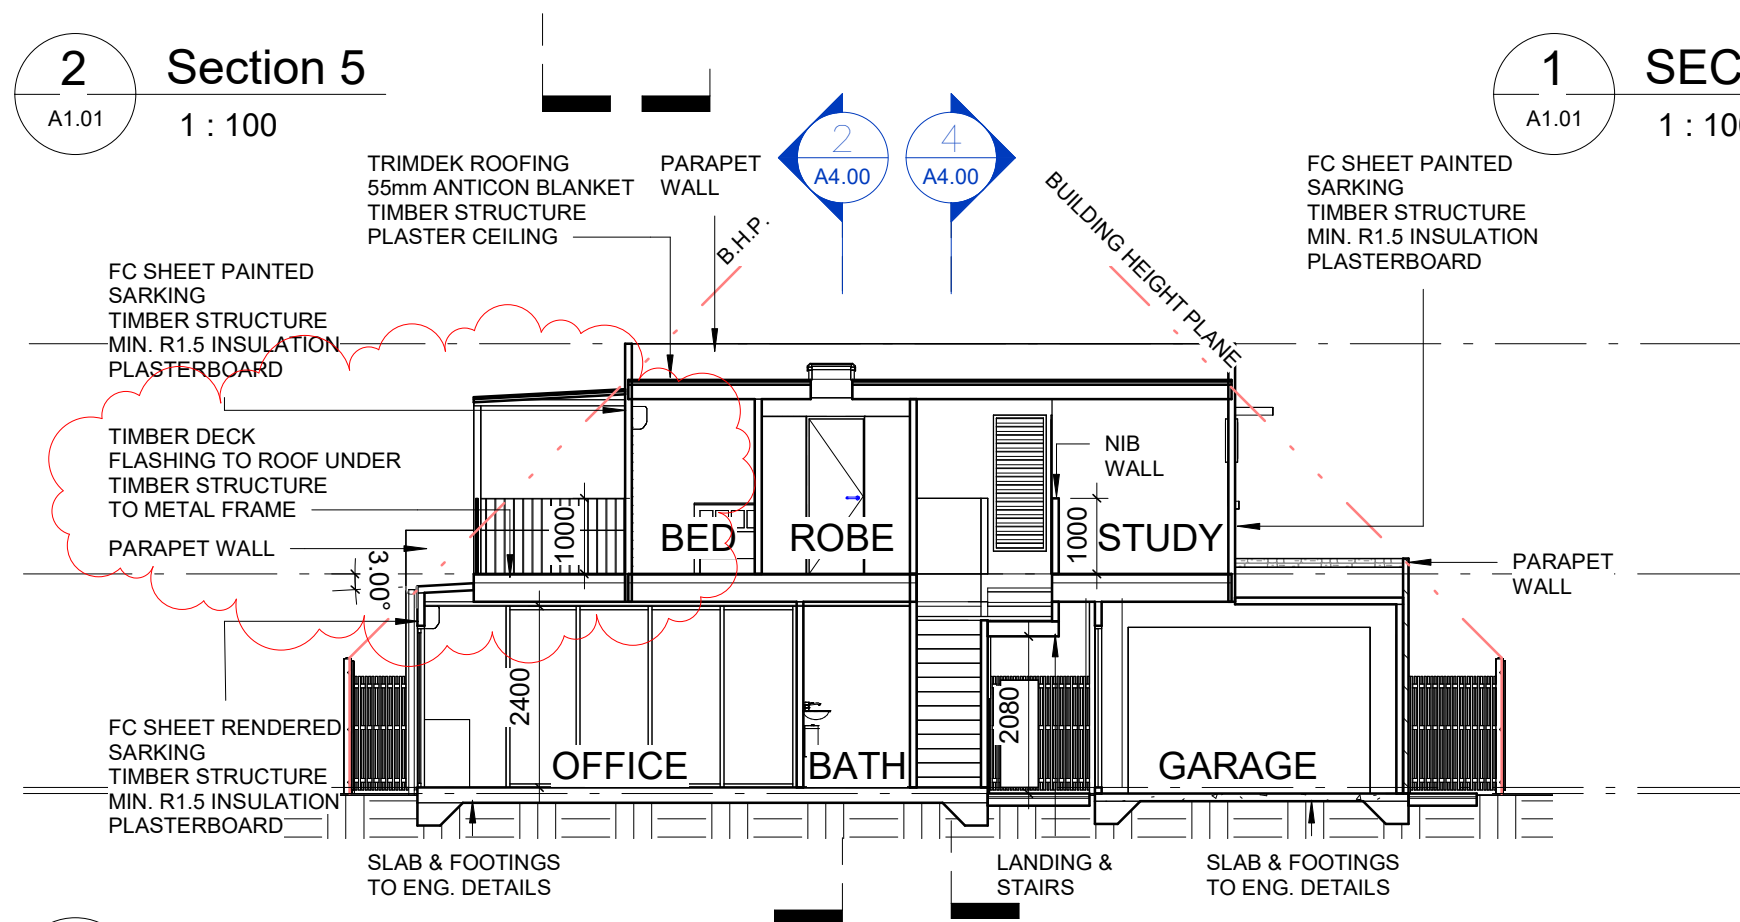 2
A1.01
Section 5
1 : 100
1
A1.01
SEC
1 : 100
TRIMDEK ROOFING
55mm ANTICON BLANKET
TIMBER STRUCTURE
PLASTER CEILING
PARAPET
WALL
2
A4.00
4
A4.00
B.H.P.
BUILDING HEIGHT PLANE
FC SHEET PAINTED
SARKING
TIMBER STRUCTURE
MIN. R1.5 INSULATION
PLASTERBOARD
FC SHEET PAINTED
SARKING
TIMBER STRUCTURE
MIN. R1.5 INSULATION
PLASTERBOARD
TIMBER DECK
FLASHING TO ROOF UNDER
TIMBER STRUCTURE
TO METAL FRAME
PARAPET WALL
3.00°
NIB
WALL
1000
BED
ROBE
1000
STUDY
PARAPET
WALL
2400
2080
OFFICE
BATH
GARAGE
FC SHEET RENDERED
SARKING
TIMBER STRUCTURE
MIN. R1.5 INSULATION
PLASTERBOARD
SLAB & FOOTINGS
TO ENG. DETAILS
LANDING &
STAIRS
SLAB & FOOTINGS
TO ENG. DETAILS